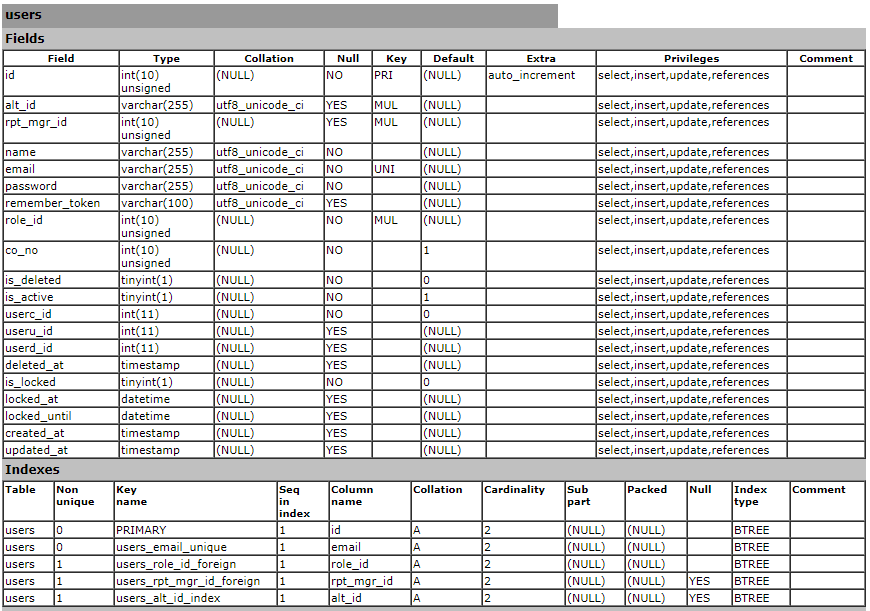 users
Fields
Field Type Collation Null Key Default Extra Privileges Comment
id int(10) (NULL) NO PRI (NULL) auto_increment select,insert,update,references
unsigned
alt_id varchar(255) utf8_unicode_ci YES MUL (NULL) select,insert,update,references
rpt_mgr_id int(10) (NULL) YES MUL (NULL) select,insert,update,references
unsigned
name varchar(255) utf8_unicode_ci NO (NULL) select,insert,update,references
email varchar(255) utf8_unicode_ci NO UNI (NULL) select,insert,update,references
password varchar(255) utf8_unicode_ci NO (NULL) select,insert,update,references
remember_token varchar(100) utf8_unicode_ci YES (NULL) select,insert,update,references
role_id int(10) (NULL) NO MUL (NULL) select,insert,update,references
unsigned
co_no int(10) (NULL) NO 1 select,insert,update,references
unsigned
is_deleted tinyint(1) (NULL) NO 0 select,insert,update,references
is_active tinyint(1) (NULL) NO 1 select,insert,update,references
userc_id int(11) (NULL) NO 0 select,insert,update,references
useru_id int(11) (NULL) YES (NULL) select,insert,update,references
userd_id int(11) (NULL) YES (NULL) select,insert,update,references
deleted_at timestamp (NULL) YES (NULL) select,insert,update,references
is_locked tinyint(1) (NULL) NO 0 select,insert,update,references
locked_at datetime (NULL) YES (NULL) select,insert,update,references
locked_until datetime (NULL) YES (NULL) select,insert,update,references
created_at timestamp (NULL) YES (NULL) select,insert,update,references
updated_at timestamp (NULL) YES (NULL) select,insert,update,references
Indexes
Table Non Key Seq Column Collation Cardinality Sub Packed Null Index Comment
unique name in name part type
index
users 0 PRIMARY 1 id A 2 (NULL) (NULL) BTREE
users 0 users_email_unique 1 email A 2 (NULL) (NULL) BTREE
users 1 users_role_id_foreign 1 role_id A 2 (NULL) (NULL) BTREE
users 1 users_rpt_mgr_id_foreign 1 rpt_mgr_id A 2 (NULL) (NULL) YES BTREE
users 1 users_alt_id_index 1 alt_id A 2 (NULL) (NULL) YES BTREE